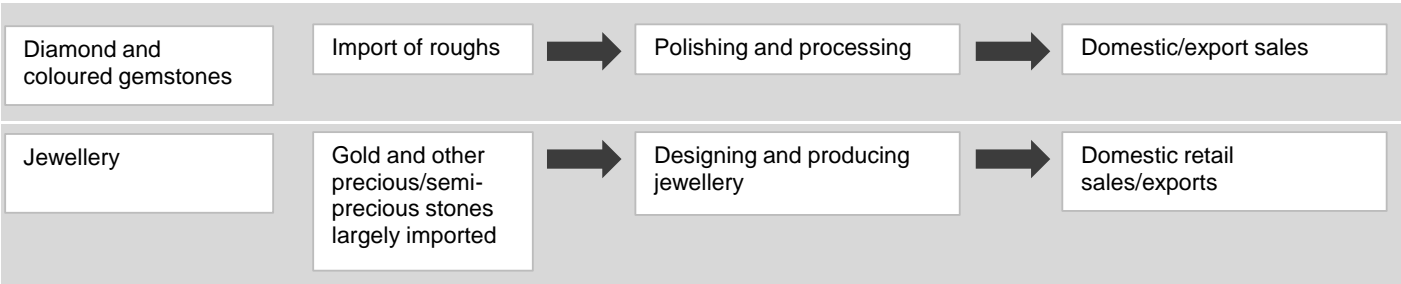 Diamond and
coloured gemstones
Import of roughs
Polishing and processing
Domestic/export sales
Jewellery
Gold and other
precious/semi-
precious stones
largely imported
Designing and producing
jewellery
Domestic retail
sales/exports